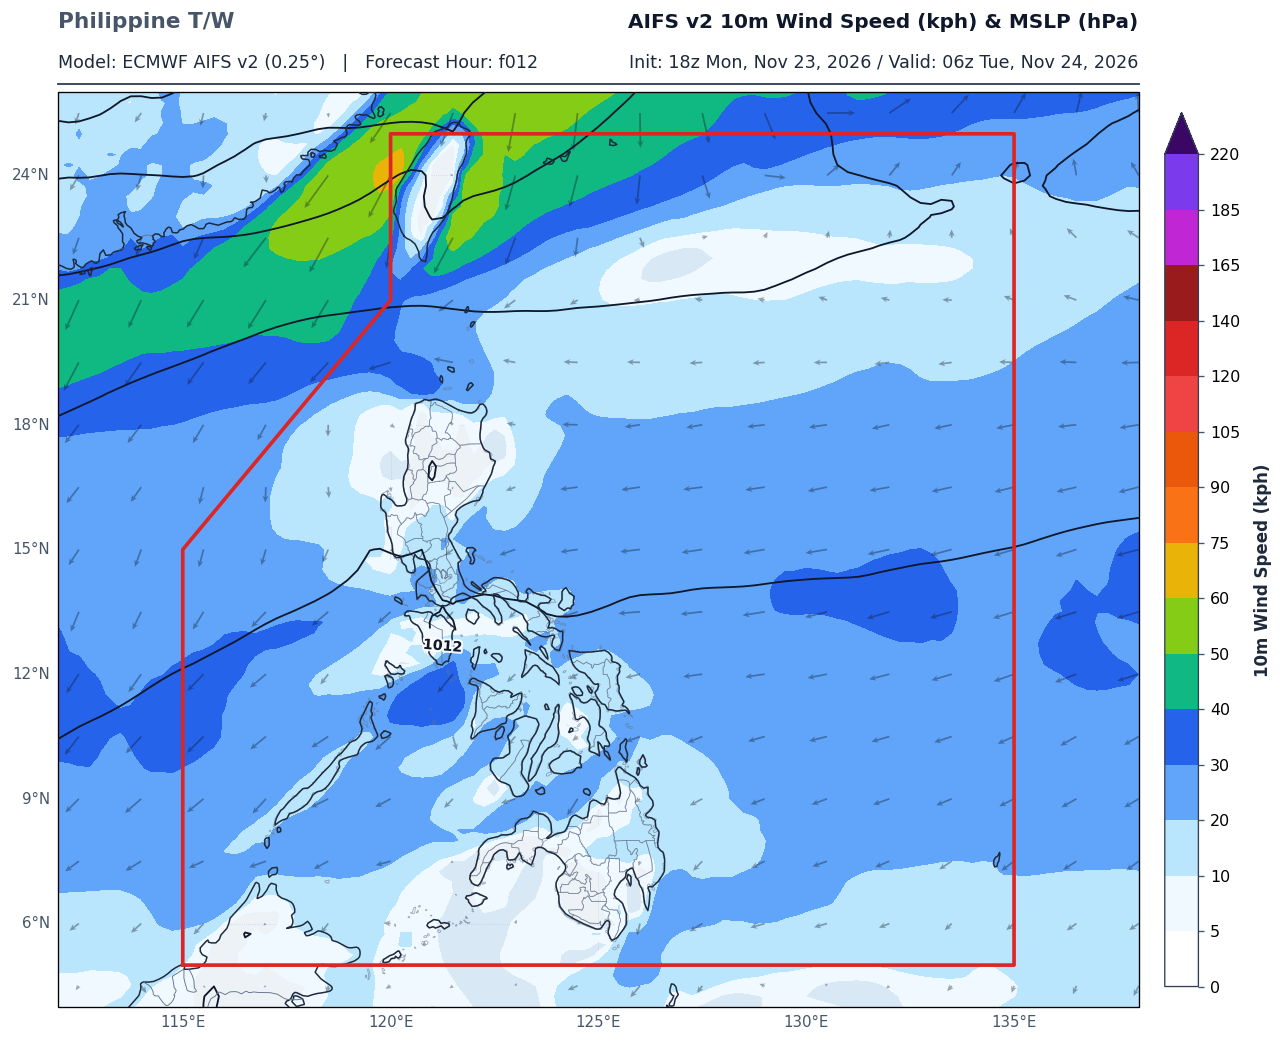 Philippine T/W
AIFS v2 10m Wind Speed (kph) & MSLP (hPa)
Model: ECMWF AIFS v2 (0.25°) | Forecast Hour: f012
Init: 18z Mon, Nov 23, 2026 / Valid: 06z Tue, Nov 24, 2026
24°N
21°N
18°N
15°N
12°N
9°N
6°N
1012
115°E
120°E
125°E
130°E
135°E
220
185
165
140
120
105
90
75
60
50
40
30
20
10
5
0
10m Wind Speed (kph)